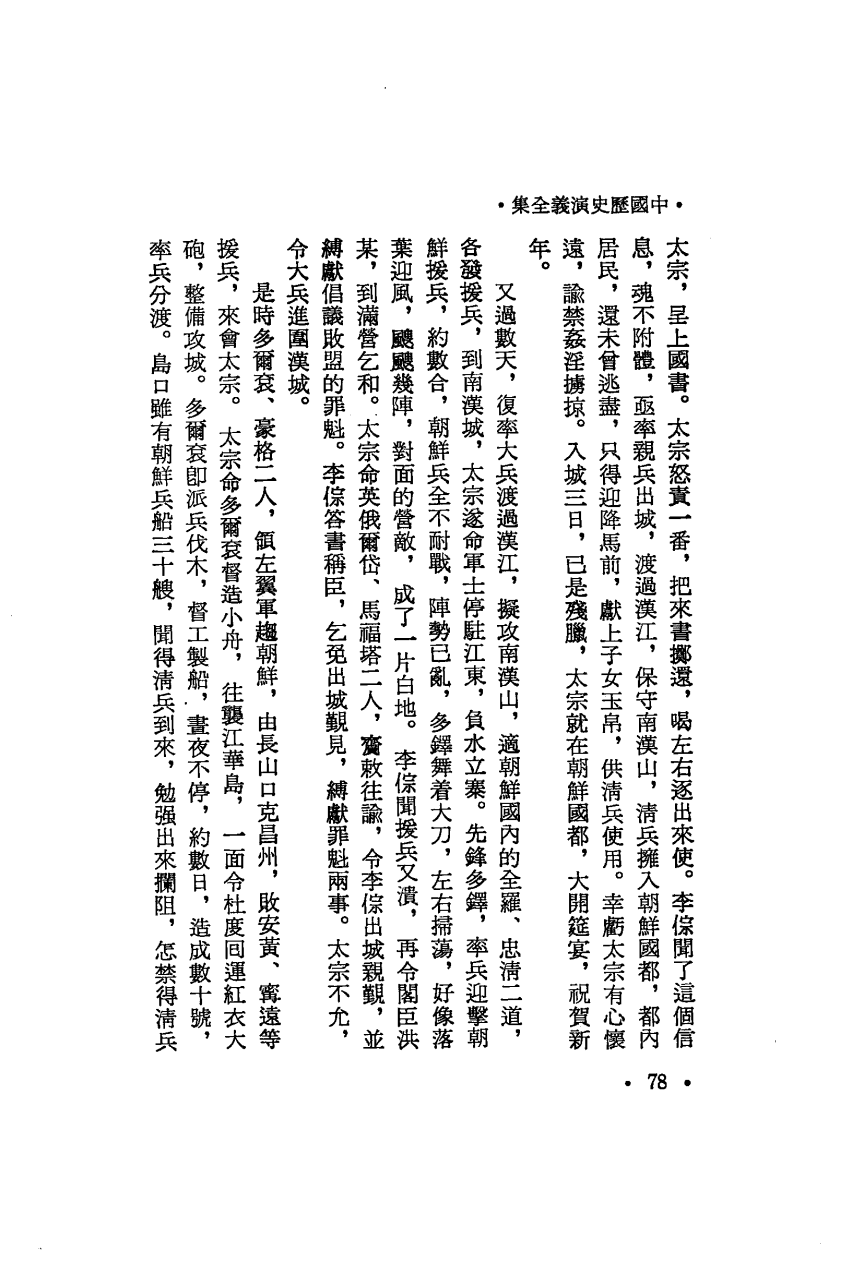 •中國歷史演義全集•
太宗，呈上國書。太宗怒責一番，把來書擲還，喝左右逐出來使。李倧聞了這個信
息，魂不附體，亟率親兵出城，渡過漢江，保守南漢山，清兵擁入朝鮮國都，都內
居民，還未曾逃盡，只得迎降馬前，獻上子女玉帛，供清兵使用。幸虧太宗有心懷
遠，諭禁姦淫擄掠。入城三日，已是殘臘，太宗就在朝鮮國都，大開筵宴，祝賀新
年。
又過數天，復率大兵渡過漢江，擬攻南漢山，適朝鮮國內的全羅、忠清二道，
各發援兵，到南漢城，太宗遂命軍士停駐江東，負水立寨。先鋒多鐸，率兵迎擊朝
鮮援兵，約數合，朝鮮兵全不耐戰，陣勢已亂，多鐸舞着大刀，左右掃蕩，好像落
葉迎風，颼颼幾陣，對面的營敵，成了一片白地。李倧聞援兵又潰，再令閣臣洪
某，到滿營乞和。太宗命英俄爾岱、馬福塔二人，齎敕往諭，令李倧出城親覲，並
縛獻倡議敗盟的罪魁。李倧答書稱臣，乞免出城覲見，縛獻罪魁兩事。太宗不允，
令大兵進圍漢城。
是時多爾袞、豪格二人，領左翼軍趨朝鮮，由長山口克昌州，敗安黃、甯遠等
援兵，來會太宗。太宗命多爾袞督造小舟，往襲江華島，一面令杜度回運紅衣大
砲，整備攻城。多爾袞即派兵伐木，督工製船，晝夜不停，約數日，造成數十號，
率兵分渡。島口雖有朝鮮兵船三十艘，聞得清兵到來，勉强出來攔阻，怎禁得清兵
•78•